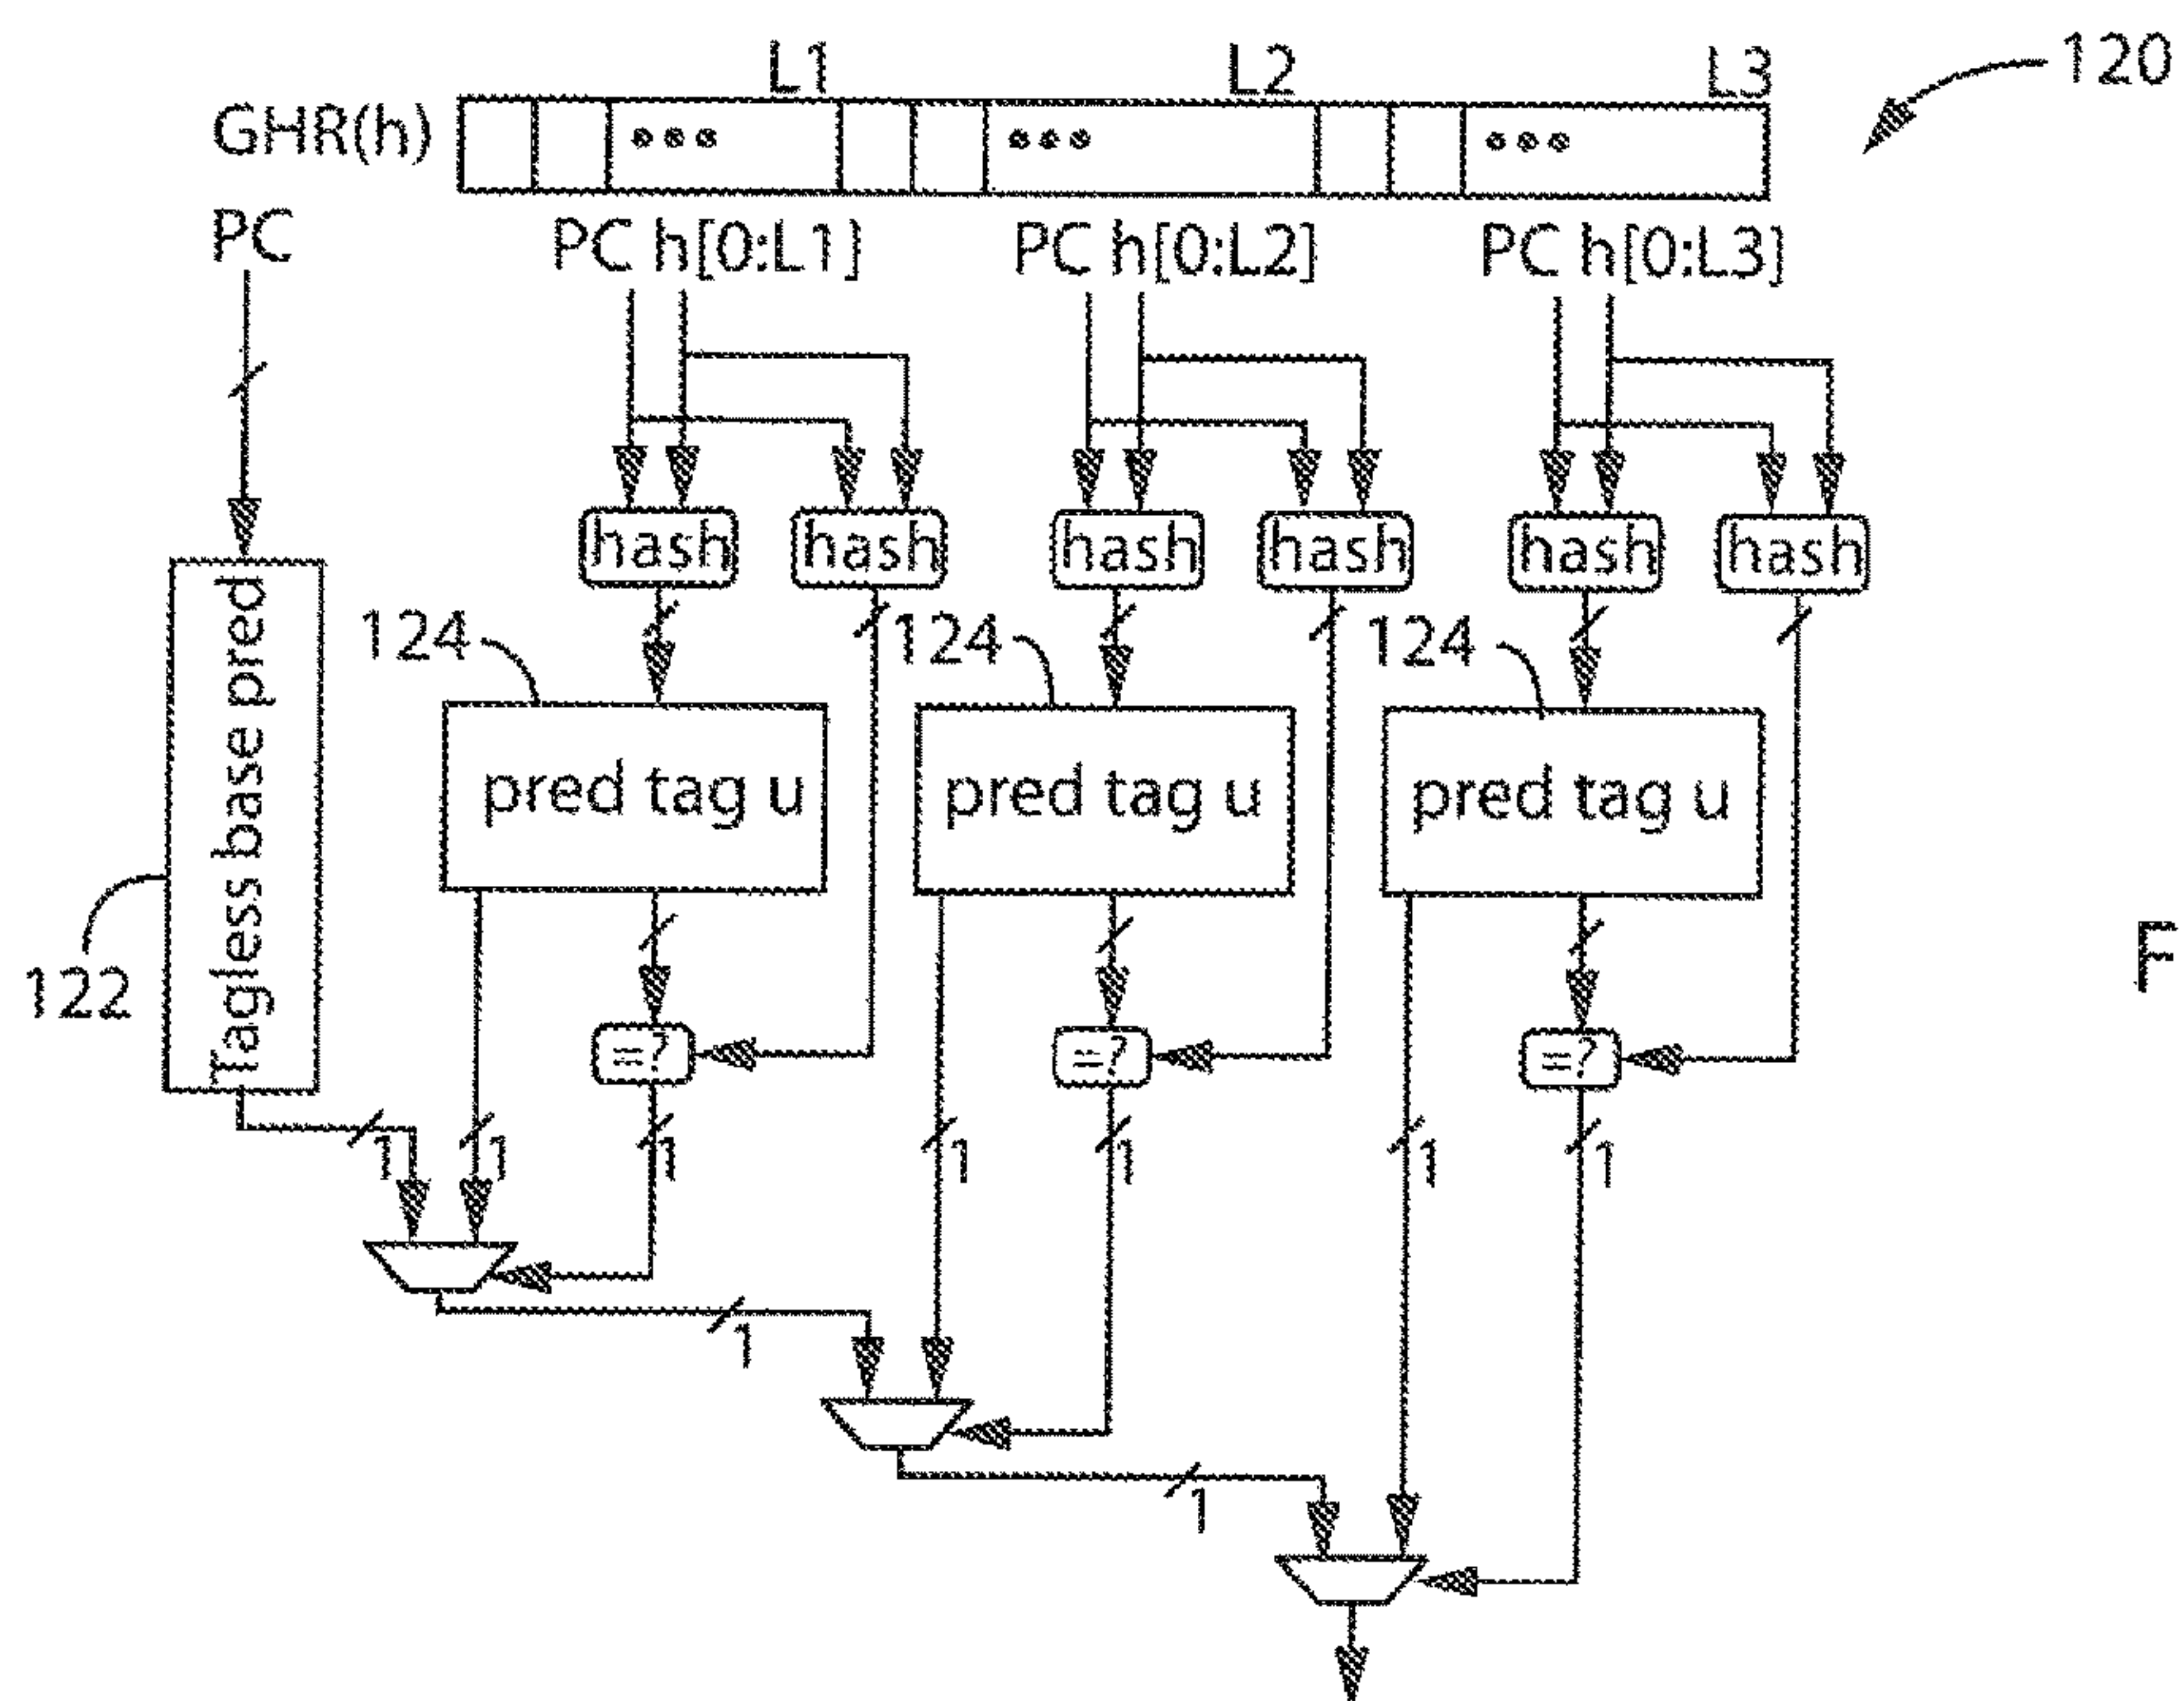 L1 L2 L3 120
GHR(h) ••• ••• •••
PC PC h[0:L1] PC h[0:L2] PC h[0:L3]
hash hash hash hash hash hash
124 124 124
Tagless base pred
pred tag u pred tag u pred tag u
122
F
=? =? =?
1 1 1 1 1 1 1
1
1